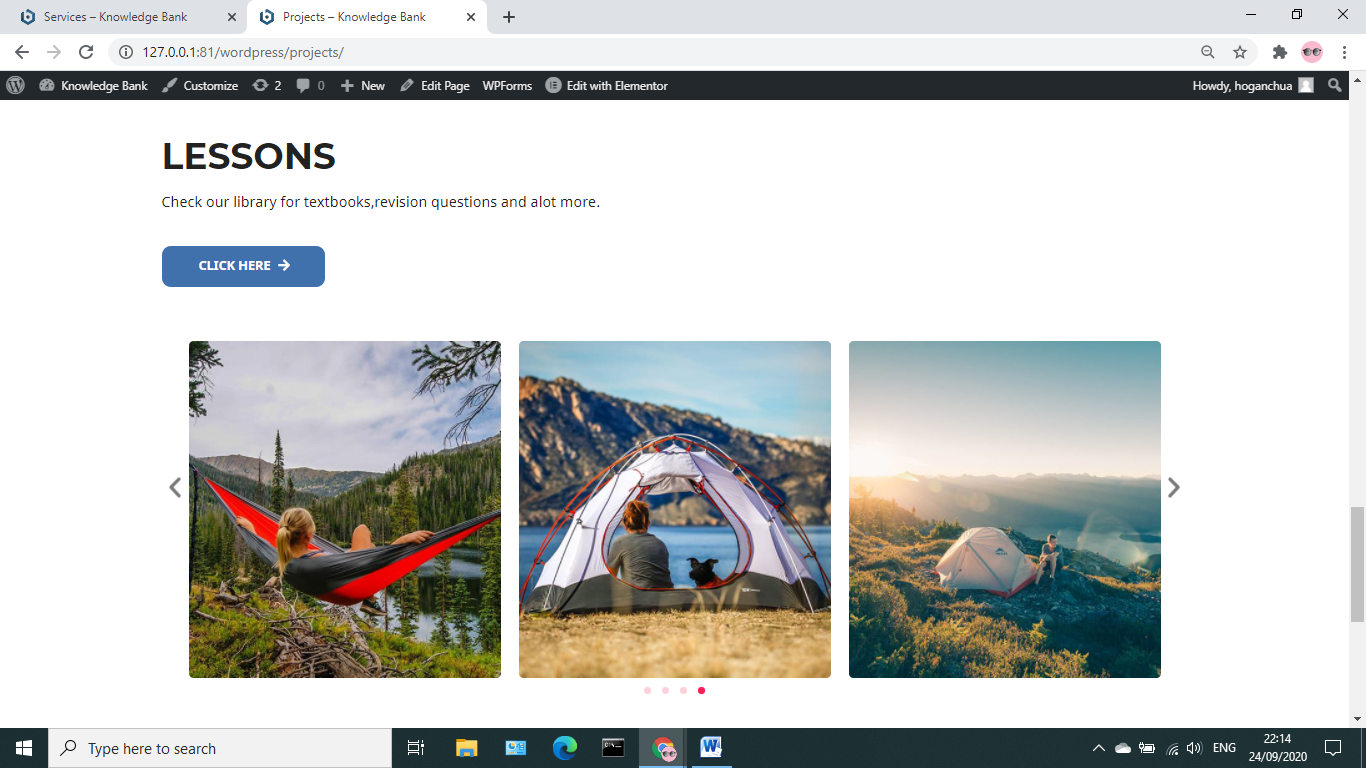 Services – Knowledge Bank
Projects – Knowledge Bank
127.0.0.1:81/wordpress/projects/
Knowledge Bank Customize 2 0 New Edit Page WPForms Edit with Elementor Howdy, hoganchua
LESSONS
Check our library for textbooks,revision questions and alot more.
CLICK HERE
Type here to search
ENG
22:14
24/09/2020